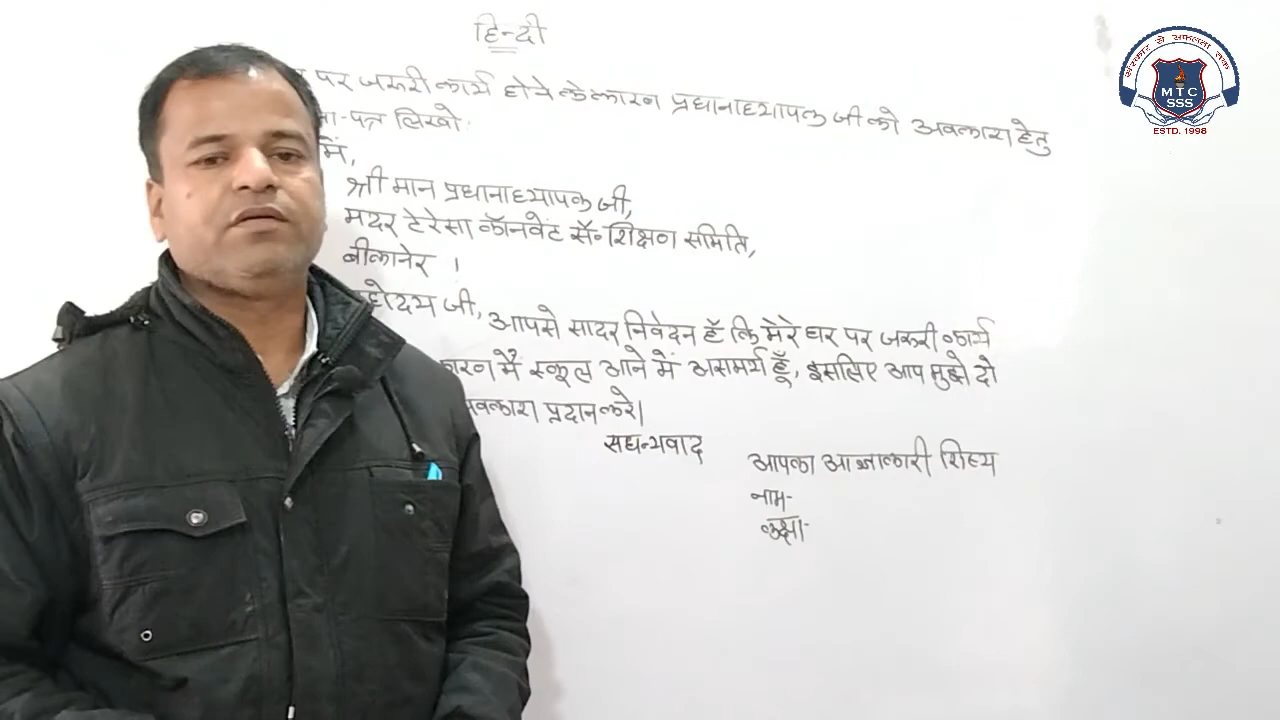 हिन्दी
पर जरूरी कार्य होने के कारण प्रधानाध्यापक जी को अवकाश हेतु
पत्र लिखो
में,
श्री मान प्रधानाध्यापक जी,
मदर टेरेसा कॉनवेंट सॅ॰ शिक्षण समिति,
बीकानेर ।
होदय जी,
आपसे सादर निवेदन हैं कि मेरे घर पर जरूरी कार्य
कारण मैं स्कूल आने में असमर्थ हूँ, इसलिए आप मुझे दो
अवकाश प्रदान करे।
सधन्यवाद
आपका आज्ञाकारी शिष्य
नाम-
कक्षा-
MTC
SSS
ESTD. 1998